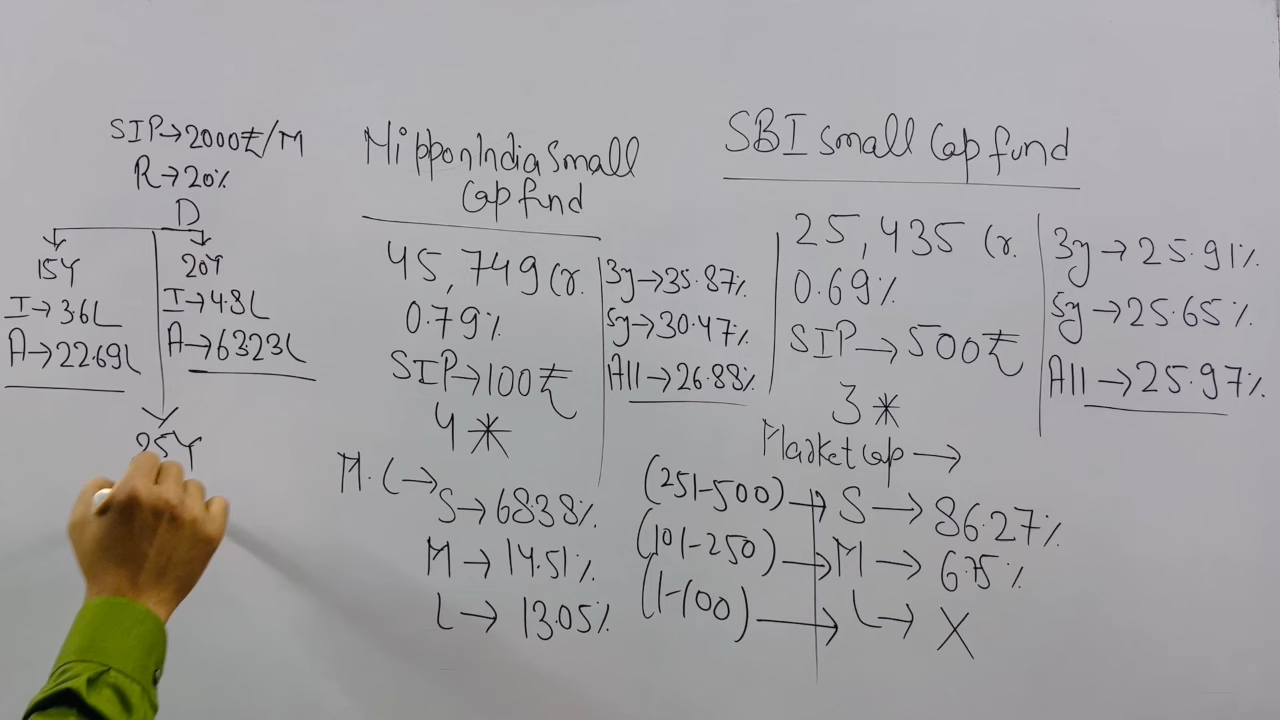 SIP→2000₹/M
R→20%
D
15Y
I→3.6L
A→22.69L
20Y
I→4.8L
A→63.23L
25Y
Nippon India Small
Cap fund
45,749 Cr.
0.79%
SIP→100₹
4*
3y→35.87%
5y→30.47%
All→26.88%
M.C→
S→68.38%
M→14.51%
L→13.05%
SBI Small Cap fund
25,435 Cr.
0.69%
SIP→500₹
3*
3y→25.91%
5y→25.65%
All→25.97%
Market Cap→
(251-500)→S→86.27%
(101-250)→M→6.75%
(1-100)→L→X